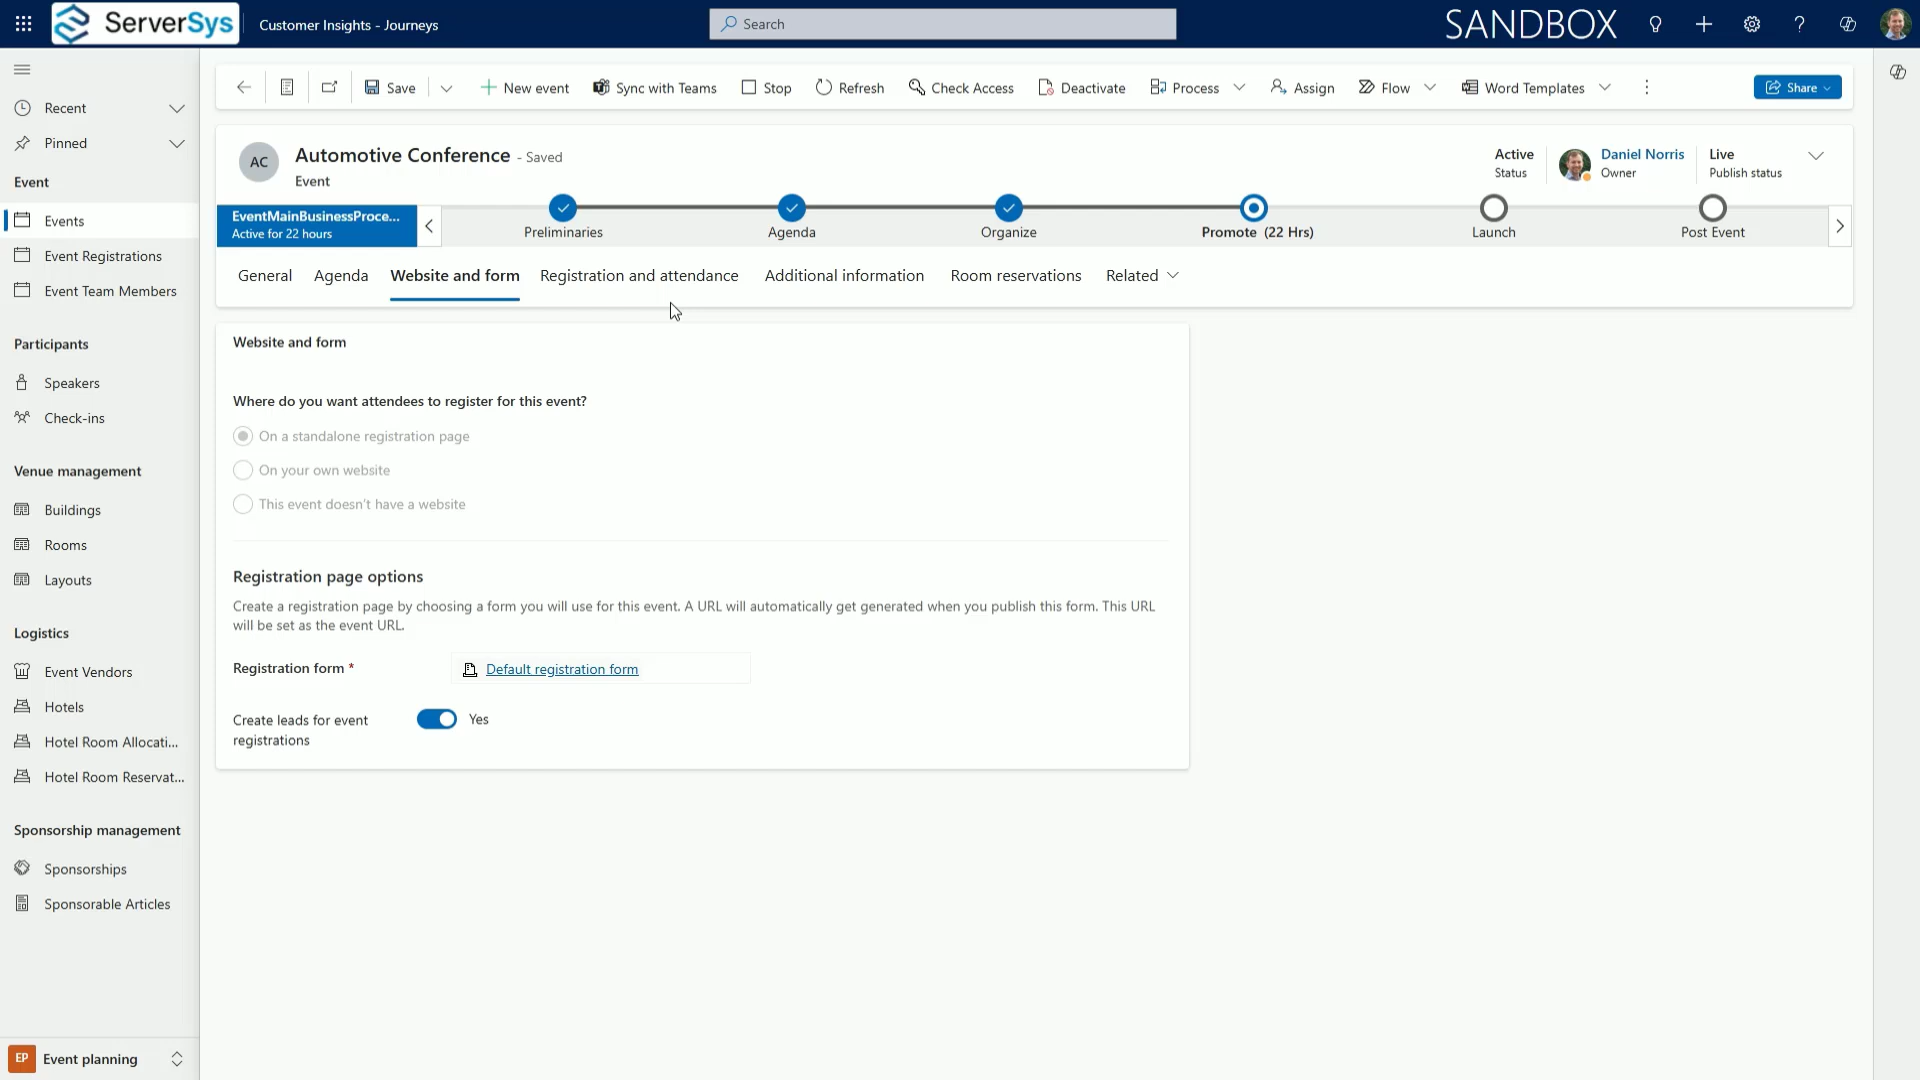 ServerSys
Customer Insights - Journeys
Search
SANDBOX
Save
New event
Sync with Teams
Stop
Refresh
Check Access
Deactivate
Process
Assign
Flow
Word Templates
Share
Recent
Pinned
Event
Events
Event Registrations
Event Team Members
Participants
Speakers
Check-ins
Venue management
Buildings
Rooms
Layouts
Logistics
Event Vendors
Hotels
Hotel Room Allocati...
Hotel Room Reservat...
Sponsorship management
Sponsorships
Sponsorable Articles
EP Event planning
AC
Automotive Conference - Saved
Event
Active
Status
Daniel Norris
Owner
Live
Publish status
EventMainBusinessProce...
Active for 22 hours
Preliminaries
Agenda
Organize
Promote (22 Hrs)
Launch
Post Event
General
Agenda
Website and form
Registration and attendance
Additional information
Room reservations
Related
Website and form
Where do you want attendees to register for this event?
On a standalone registration page
On your own website
This event doesn't have a website
Registration page options
Create a registration page by choosing a form you will use for this event. A URL will automatically get generated when you publish this form. This URL
will be set as the event URL.
Registration form *
Default registration form
Create leads for event
registrations
Yes